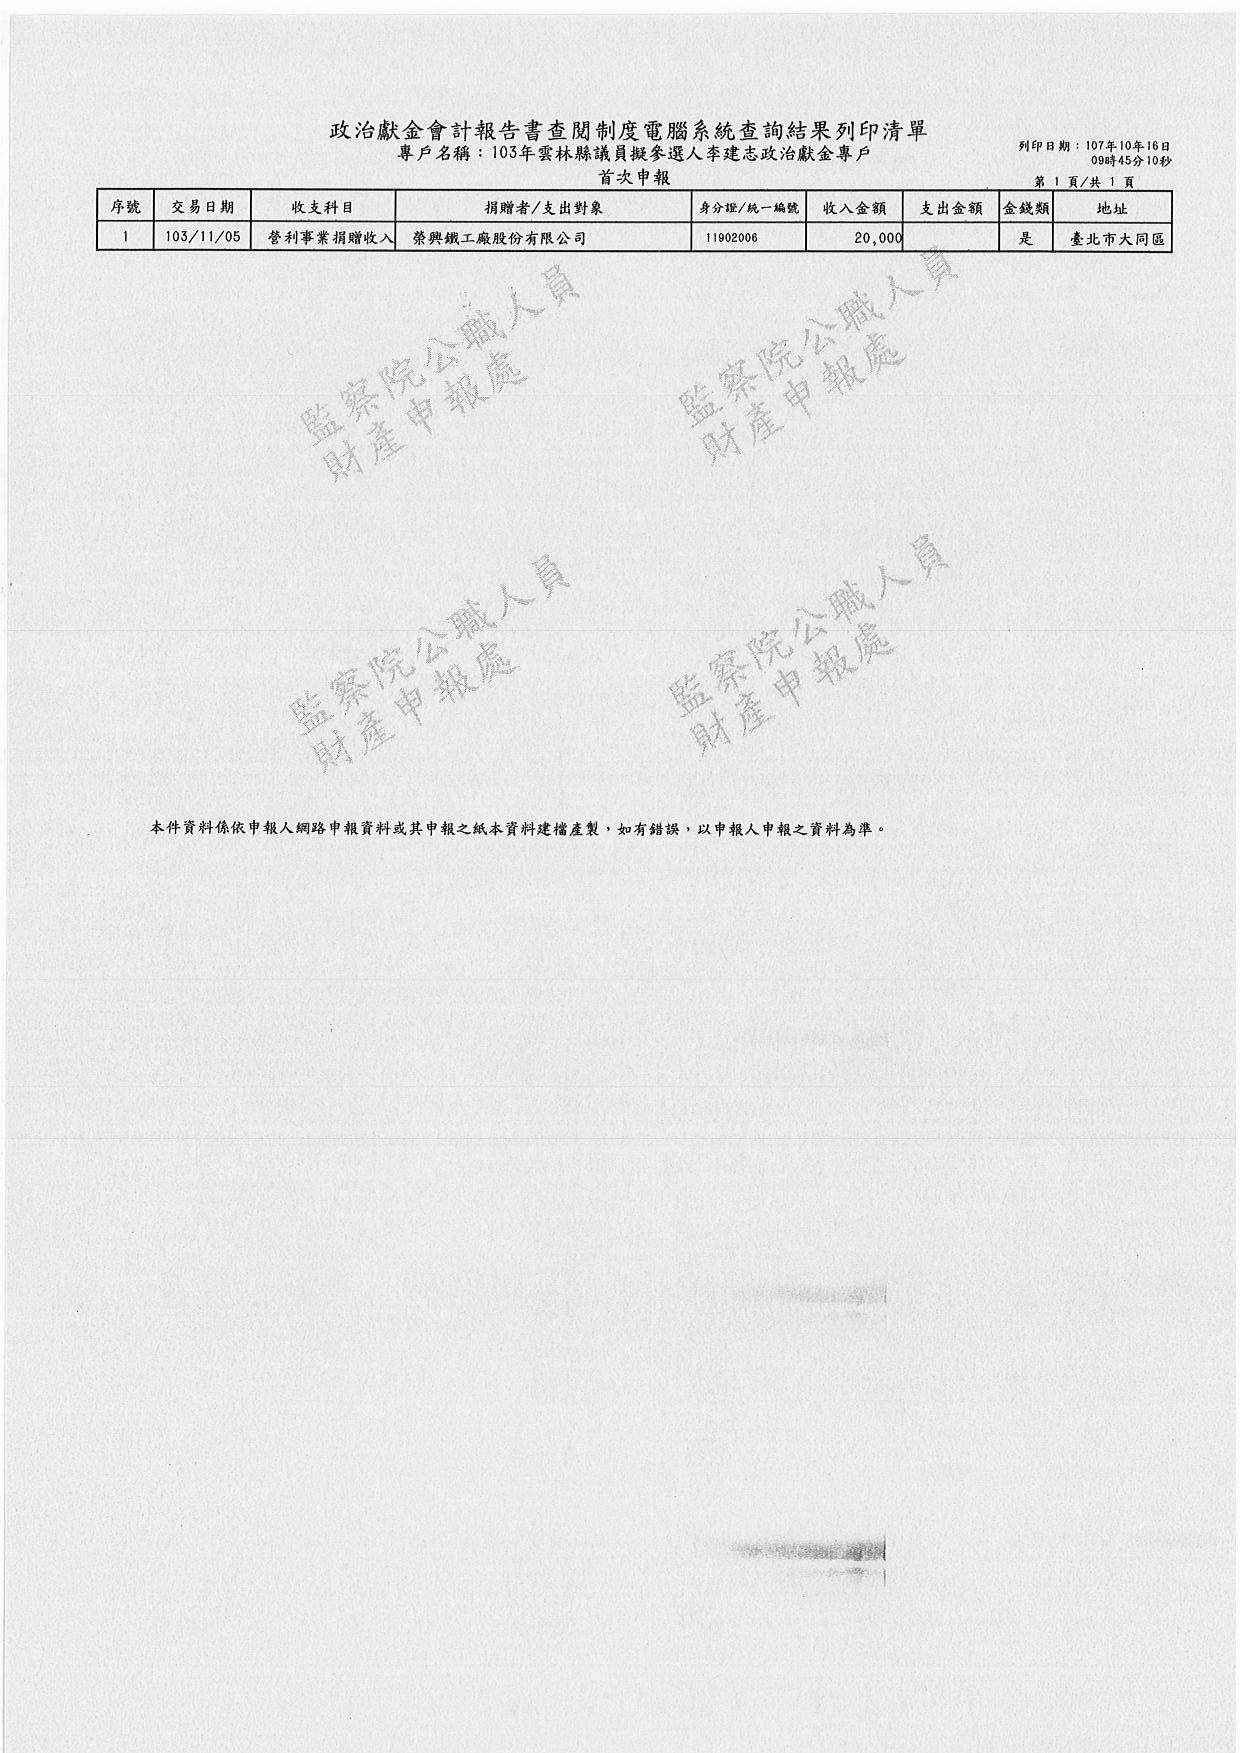 政治獻金會計報告書查閱制度電腦系統查詢結果列印清單
專戶名稱：103年雲林縣議員擬參選人李建志政治獻金專戶
列印日期：107年10年16日
09時45分10秒
首次申報
第 1 頁/共 1 頁
序號 交易日期 收支科目 捐贈者/支出對象 身分證/統一編號 收入金額 支出金額 金錢類 地址
1 103/11/05 營利事業捐贈收入 榮興鐵工廠股份有限公司 11902006 20,000 是 臺北市大同區
監察院公職人員
財產申報處
監察院公職人員
財產申報處
監察院公職人員
財產申報處
監察院公職人員
財產申報處
本件資料係依申報人網路申報資料或其申報之紙本資料建檔產製，如有錯誤，以申報人申報之資料為準。